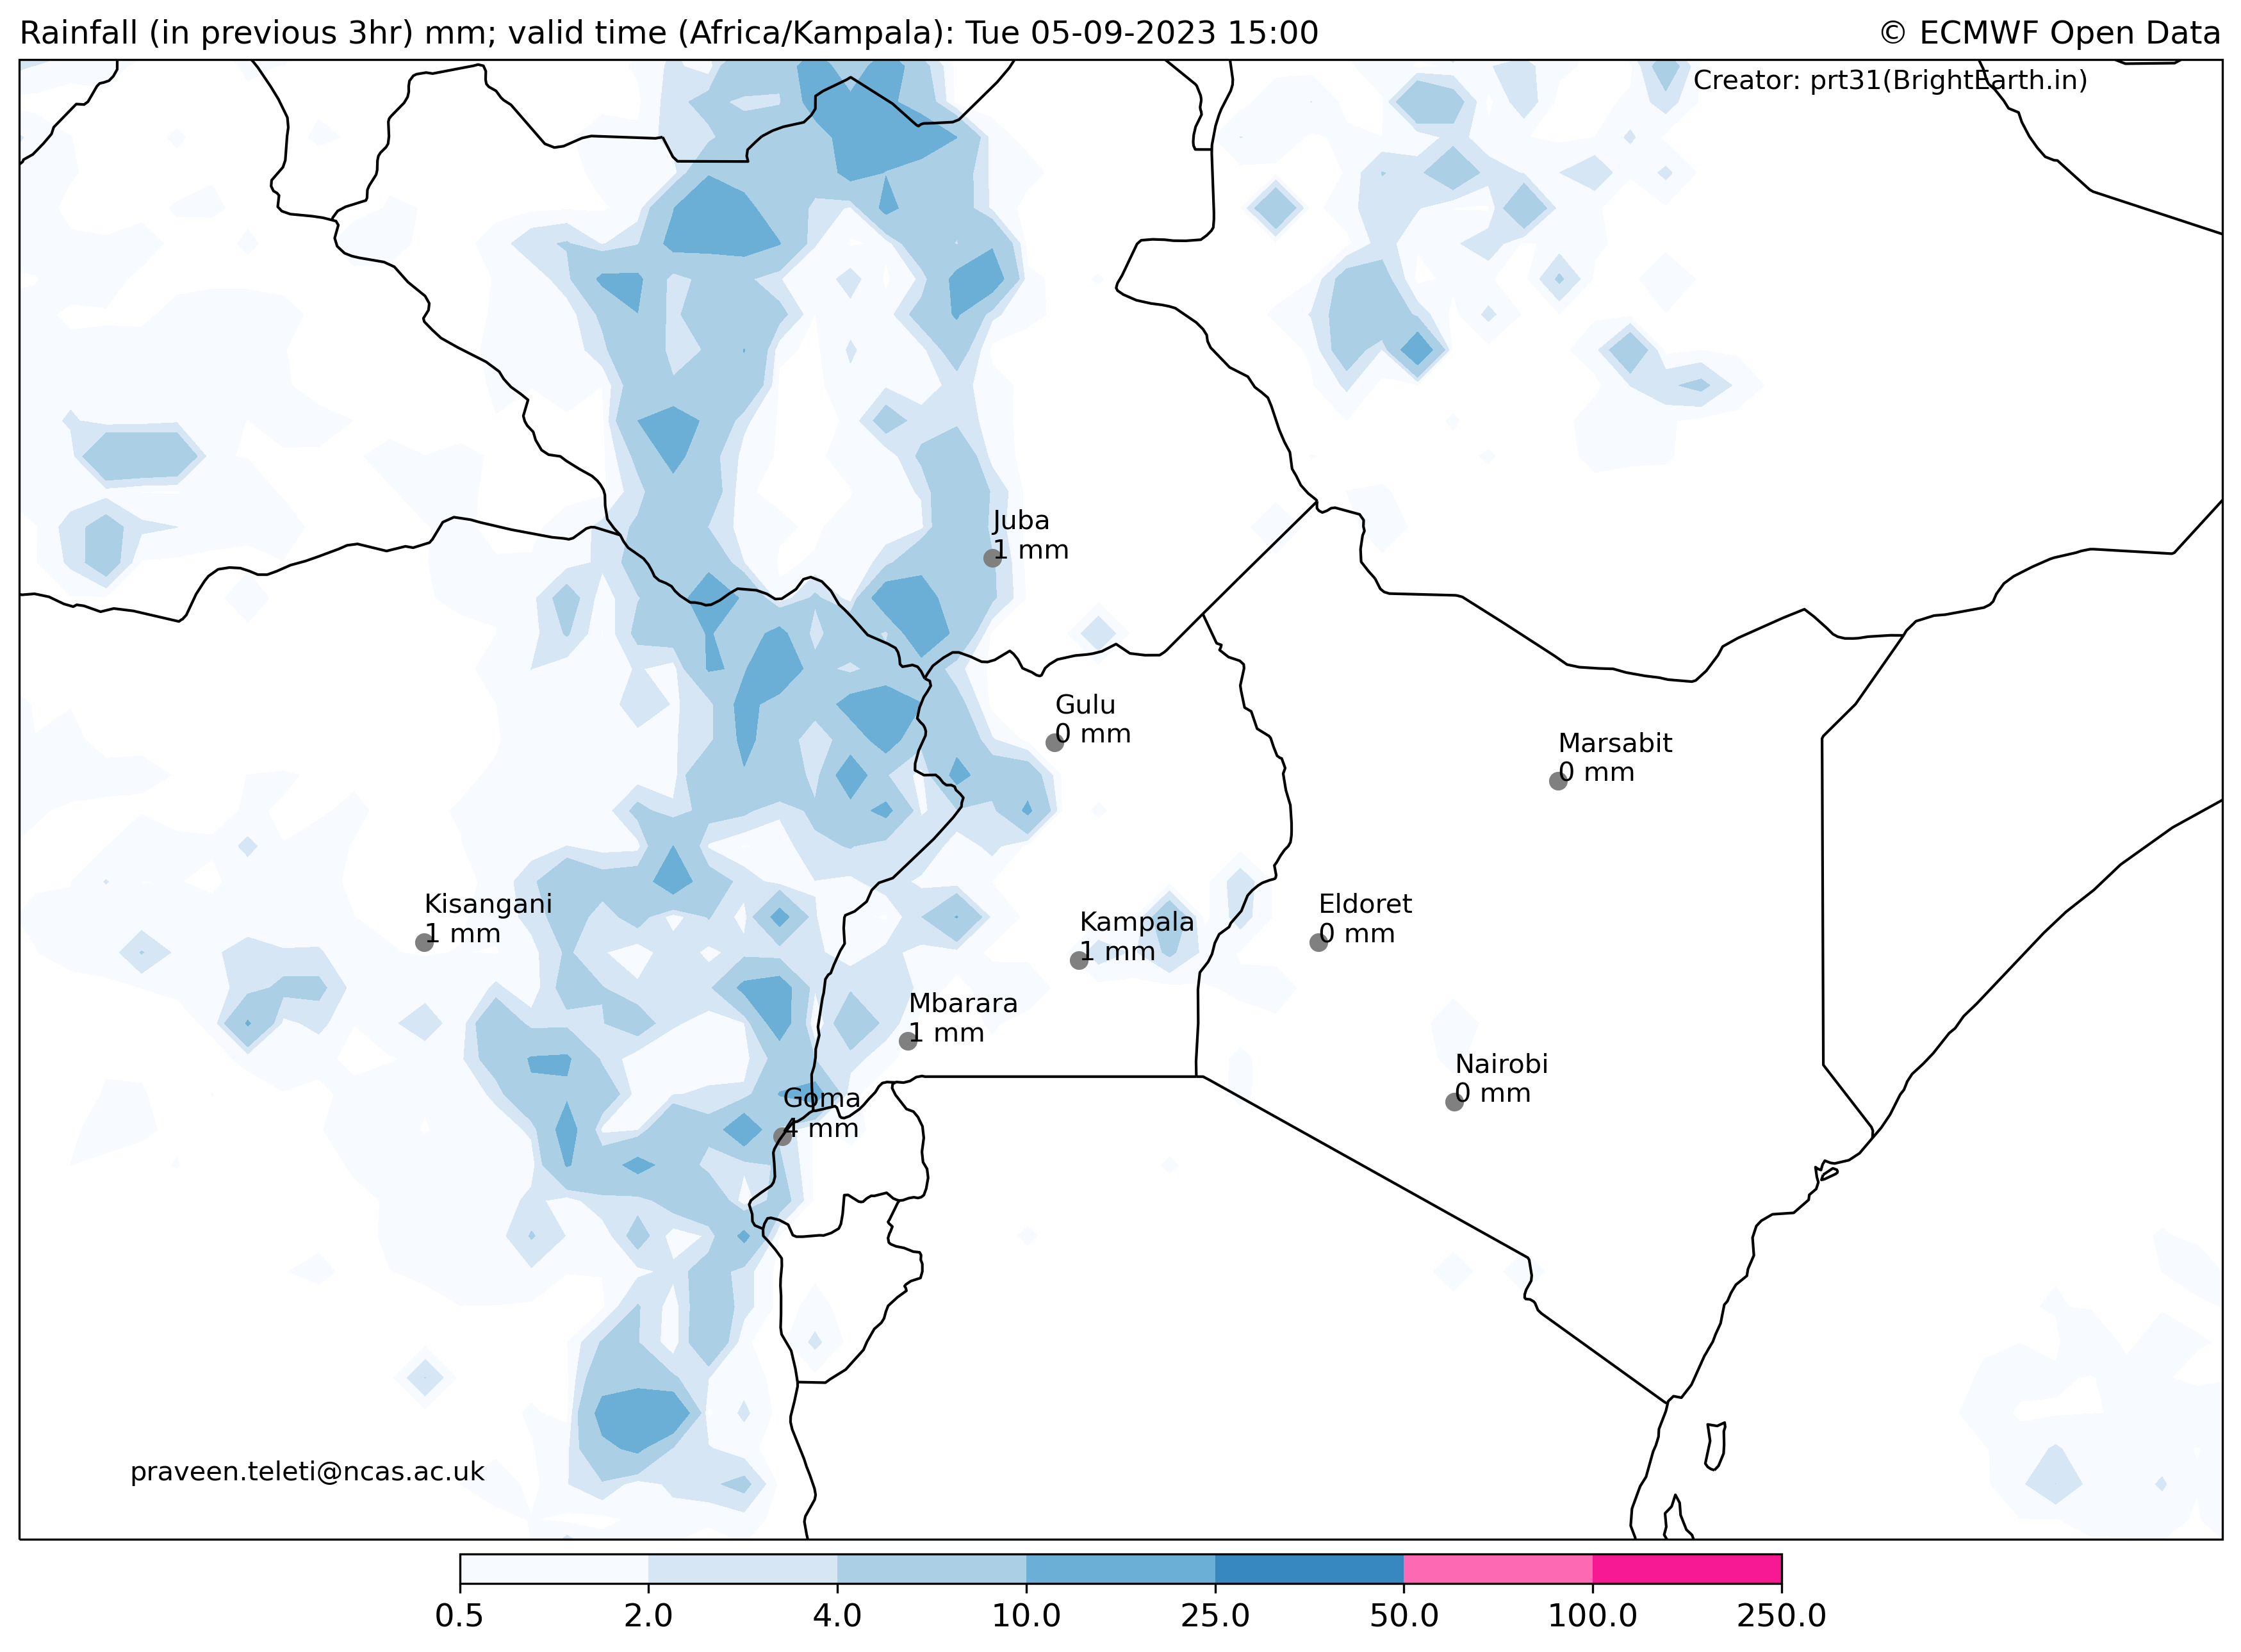 Rainfall (in previous 3hr) mm; valid time (Africa/Kampala): Tue 05-09-2023 15:00
© ECMWF Open Data
Creator: prt31(BrightEarth.in)
Juba
1 mm
Gulu
0 mm
Marsabit
0 mm
Kisangani
1 mm
Kampala
1 mm
Eldoret
0 mm
Mbarara
1 mm
Goma
4 mm
Nairobi
0 mm
praveen.teleti@ncas.ac.uk
0.5 2.0 4.0 10.0 25.0 50.0 100.0 250.0